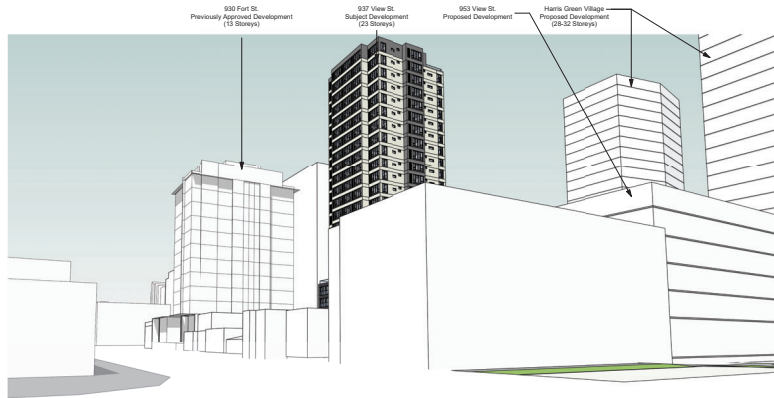 930 Fort St.
Previously Approved Development
(13 Storeys)
937 View St.
Subject Development
(23 Storeys)
953 View St.
Proposed Development
Harris Green Village
Proposed Development
(28-32 Storeys)